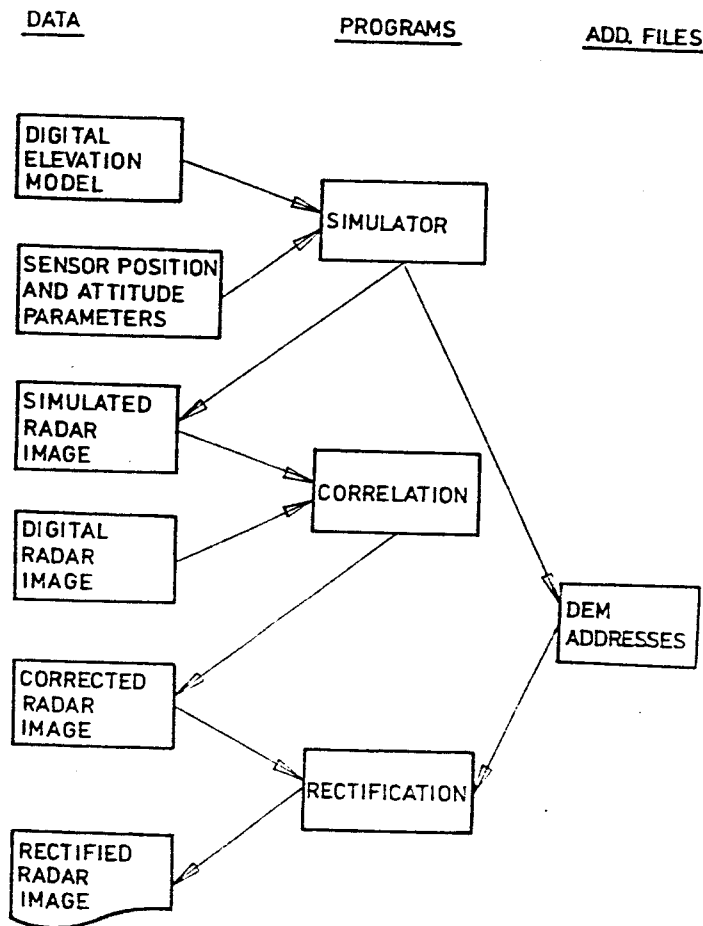 DATA
PROGRAMS
ADD. FILES
DIGITAL
ELEVATION
MODEL
SIMULATOR
SENSOR POSITION
AND ATTITUDE
PARAMETERS
SIMULATED
RADAR
IMAGE
CORRELATION
DIGITAL
RADAR
IMAGE
DEM
ADDRESSES
CORRECTED
RADAR
IMAGE
RECTIFICATION
RECTIFIED
RADAR
IMAGE